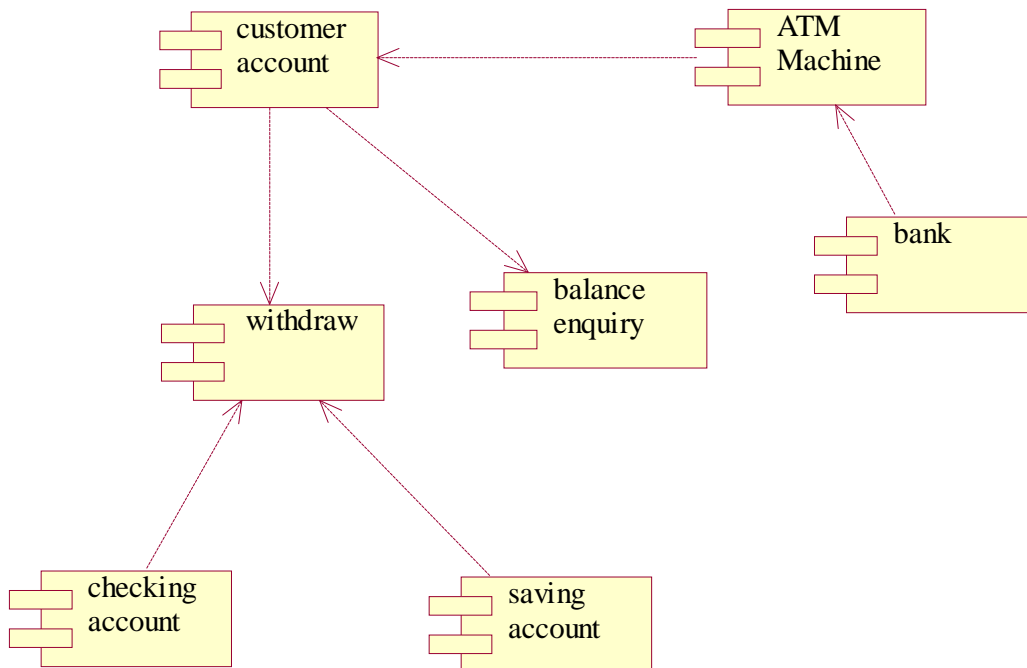 customer
account
ATM
Machine
bank
balance
enquiry
withdraw
checking
account
saving
account